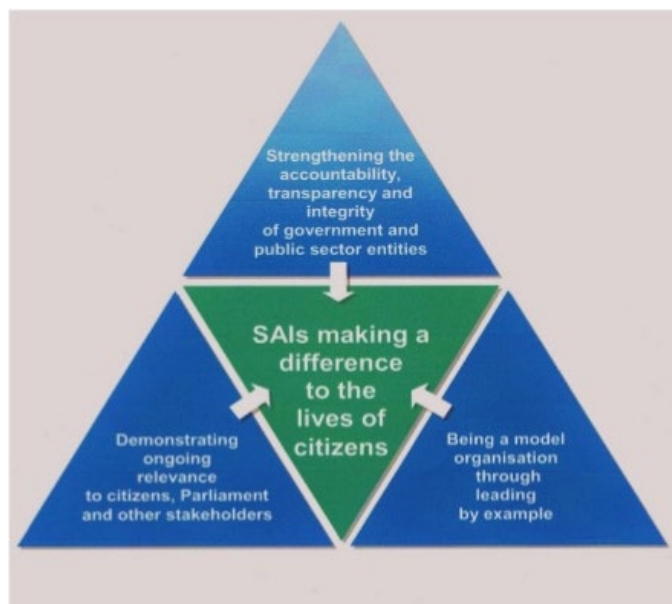 Strengthening the
accountability,
transparency and
integrity
of government and
public sector entities
SAIs making a
difference
to the
lives of
citizens
Demonstrating
ongoing
relevance
to citizens, Parliament
and other stakeholders
Being a model
organisation
through
leading
by example